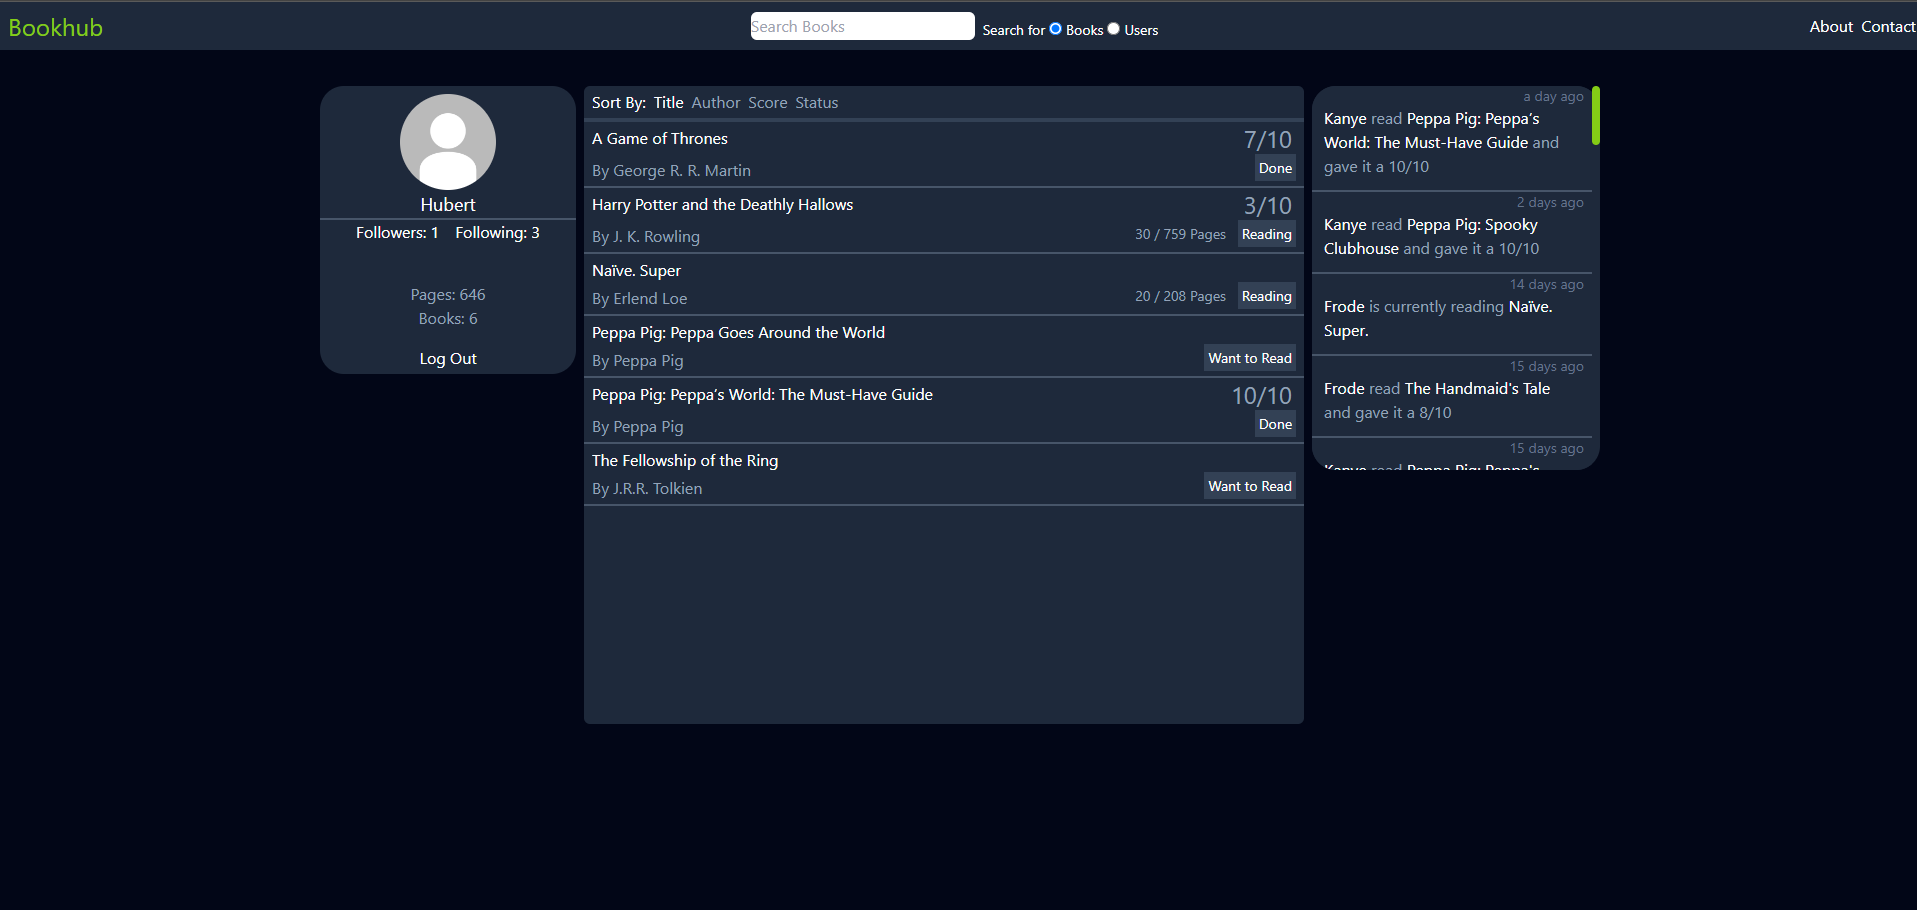 Bookhub
Search Books
Search for Books Users
About Contact
Hubert
Followers: 1 Following: 3
Pages: 646
Books: 6
Log Out
Sort By: Title Author Score Status
A Game of Thrones 7/10
By George R. R. Martin Done
Harry Potter and the Deathly Hallows 3/10
By J. K. Rowling 30 / 759 Pages Reading
Naïve. Super
By Erlend Loe 20 / 208 Pages Reading
Peppa Pig: Peppa Goes Around the World
By Peppa Pig Want to Read
Peppa Pig: Peppa’s World: The Must-Have Guide 10/10
By Peppa Pig Done
The Fellowship of the Ring
By J.R.R. Tolkien Want to Read
a day ago
Kanye read Peppa Pig: Peppa’s
World: The Must-Have Guide and
gave it a 10/10
2 days ago
Kanye read Peppa Pig: Spooky
Clubhouse and gave it a 10/10
14 days ago
Frode is currently reading Naïve.
Super.
15 days ago
Frode read The Handmaid's Tale
and gave it a 8/10
15 days ago
Kanye read Peppa Pig: Peppa's